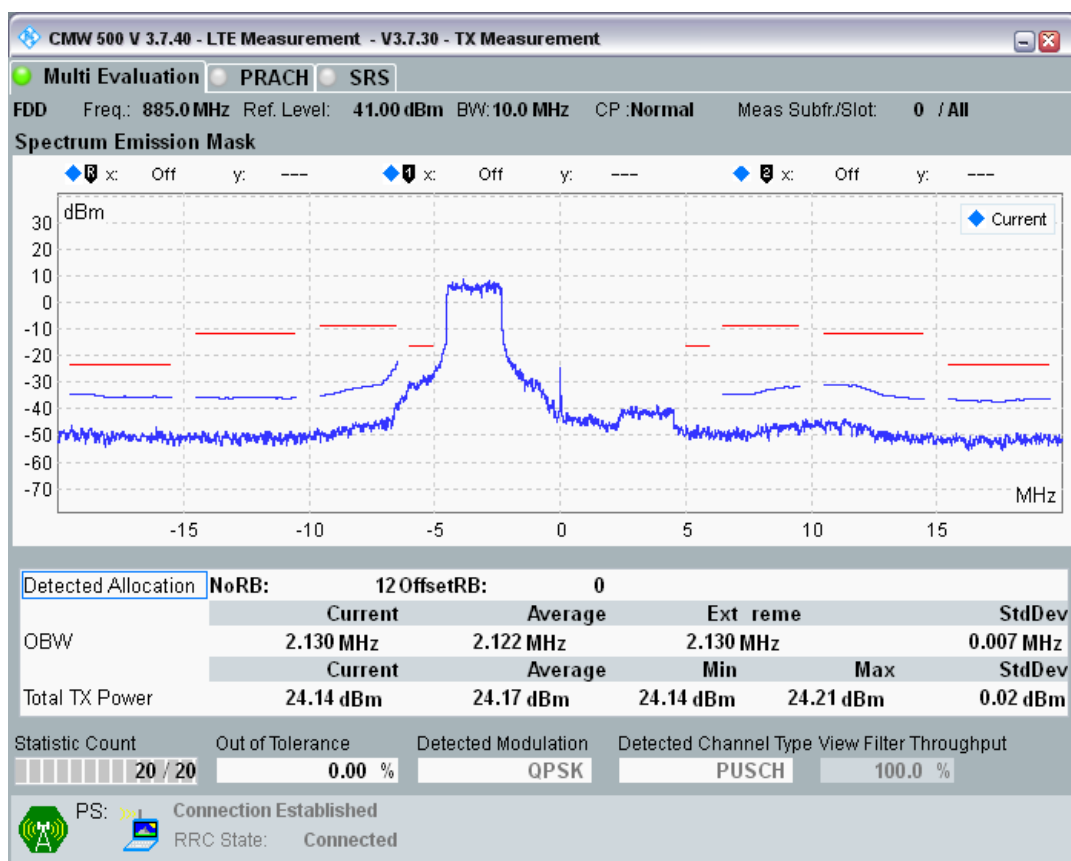 CMW 500 V 3.7.40 - LTE Measurement - V3.7.30 - TX Measurement
Multi Evaluation PRACH SRS
FDD Freq.: 885.0 MHz Ref. Level: 41.00 dBm BW: 10.0 MHz CP :Normal Meas Subfr./Slot: 0 / All
Spectrum Emission Mask
R x: Off y: --- 1 x: Off y: --- 2 x: Off y: ---
dBm
Current
30
20
10
0
-10
-20
-30
-40
-50
-60
-70
MHz
-15 -10 -5 0 5 10 15
Detected Allocation NoRB: 12 OffsetRB: 0
Current Average Ext reme StdDev
OBW 2.130 MHz 2.122 MHz 2.130 MHz 0.007 MHz
Current Average Min Max StdDev
Total TX Power 24.14 dBm 24.17 dBm 24.14 dBm 24.21 dBm 0.02 dBm
Statistic Count Out of Tolerance Detected Modulation Detected Channel Type View Filter Throughput
20 / 20 0.00 % QPSK PUSCH 100.0 %
PS: Connection Established
RRC State: Connected